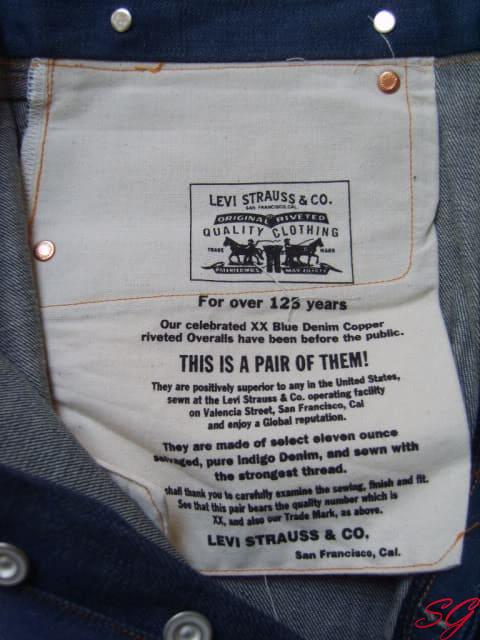 LEVI STRAUSS & CO.
SAN FRANCISCO, CAL.
ORIGINAL RIVETED
QUALITY CLOTHING
TRADE MARK
PATENTED IN U.S. MAY 20 1873
For over 125 years
Our celebrated XX Blue Denim Copper
riveted Overalls have been before the public.
THIS IS A PAIR OF THEM!
They are positively superior to any in the United States,
sewn at the Levi Strauss & Co. operating facility
on Valencia Street, San Francisco, Cal
and enjoy a Global reputation.
They are made of select eleven ounce
selvaged, pure Indigo Denim, and sewn with
the strongest thread.
shall thank you to carefully examine the sewing, finish and fit.
See that this pair bears the quality number which is
XX, and also our Trade Mark, as above.
LEVI STRAUSS & CO.
San Francisco, Cal.
SG